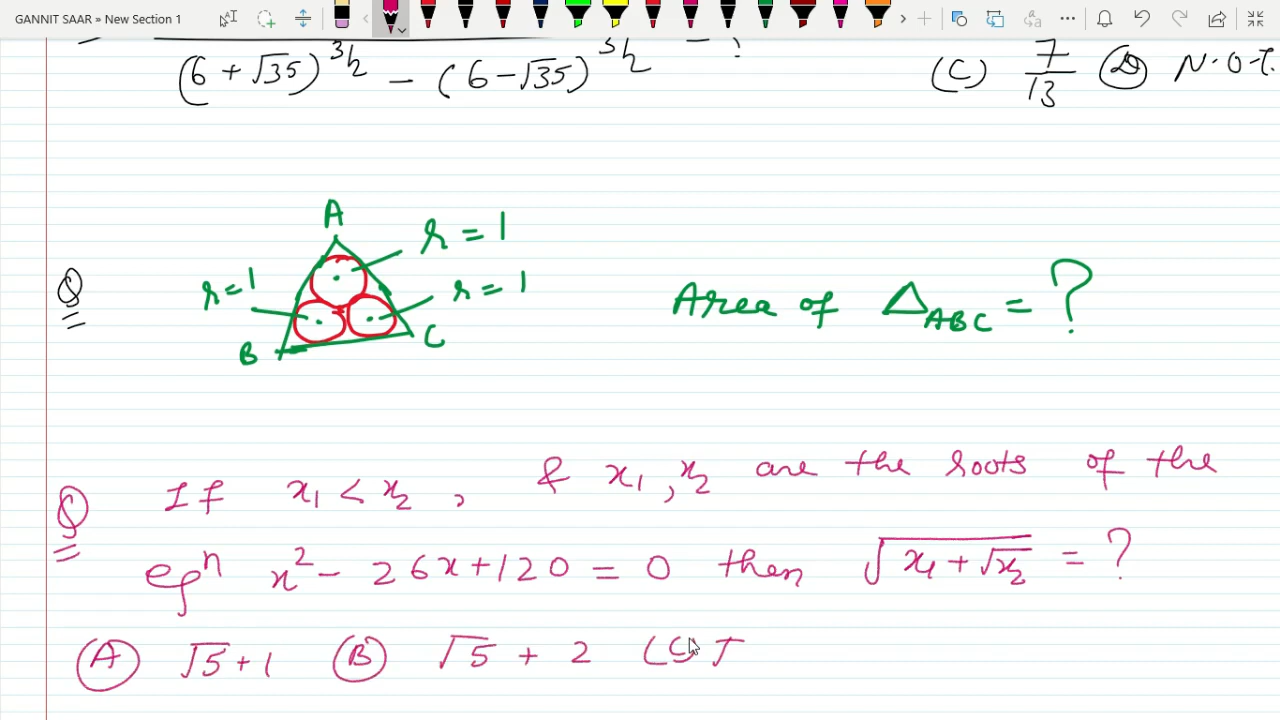 GANNIT SAAR » New Section 1
(6 + √35)^3/2 - (6 - √35)^3/2 = ?
(C) 7/13 (D) N.O.T.
Q
A
r = 1
r = 1
r = 1
B
C
Area of △ABC = ?
Q If x1 < x2 , & x1 , x2 are the roots of the
eqn x² - 26x + 120 = 0 then √(x1 + √x2) = ?
(A) √5 + 1 (B) √5 + 2 (C) √